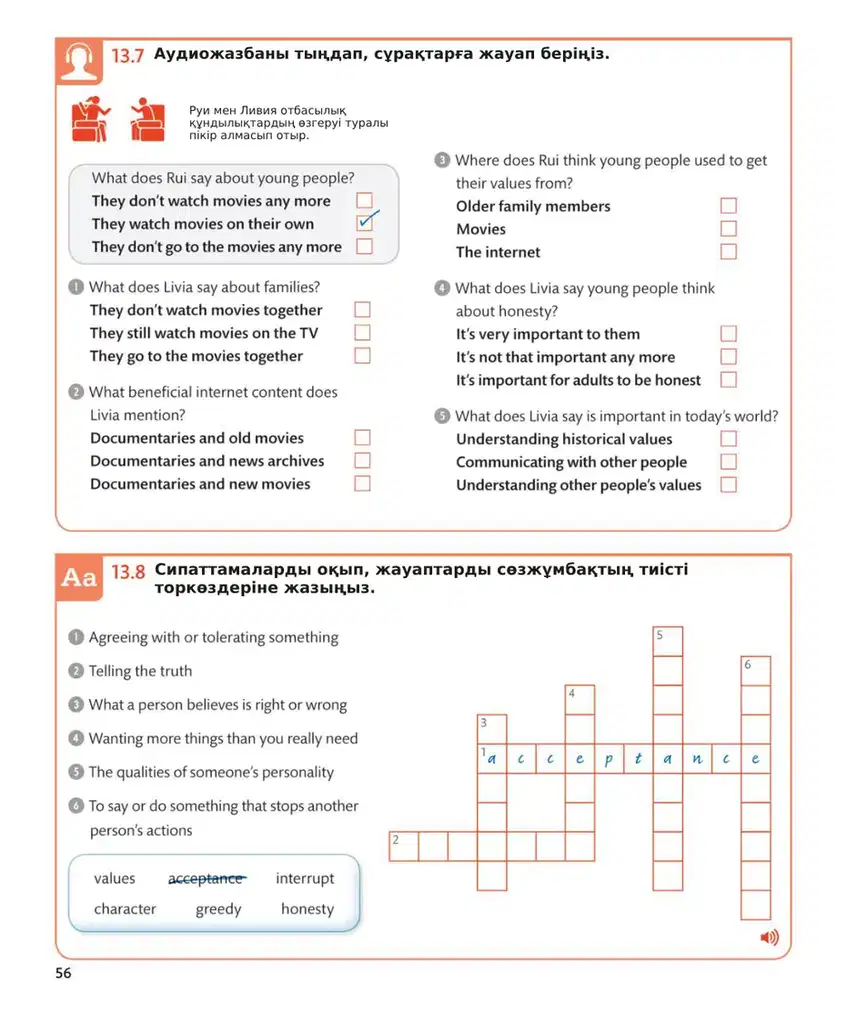 13.7 Аудиожазбаны тыңдап, сұрақтарға жауап беріңіз.
Руи мен Ливия отбасылық
құндылықтардың өзгеруі туралы
пікір алмасып отыр.
What does Rui say about young people?
They don't watch movies any more
They watch movies on their own
They don't go to the movies any more
1 What does Livia say about families?
They don't watch movies together
They still watch movies on the TV
They go to the movies together
2 What beneficial internet content does
Livia mention?
Documentaries and old movies
Documentaries and news archives
Documentaries and new movies
3 Where does Rui think young people used to get
their values from?
Older family members
Movies
The internet
4 What does Livia say young people think
about honesty?
It's very important to them
It's not that important any more
It's important for adults to be honest
5 What does Livia say is important in today's world?
Understanding historical values
Communicating with other people
Understanding other people's values
Aa 13.8 Сипаттамаларды оқып, жауаптарды сөзжұмбақтың тиісті
торкөздеріне жазыңыз.
1 Agreeing with or tolerating something
2 Telling the truth
3 What a person believes is right or wrong
4 Wanting more things than you really need
5 The qualities of someone's personality
6 To say or do something that stops another
person's actions
values acceptance interrupt
character greedy honesty
5
6
4
3
1 a c c e p t a n c e
2
56